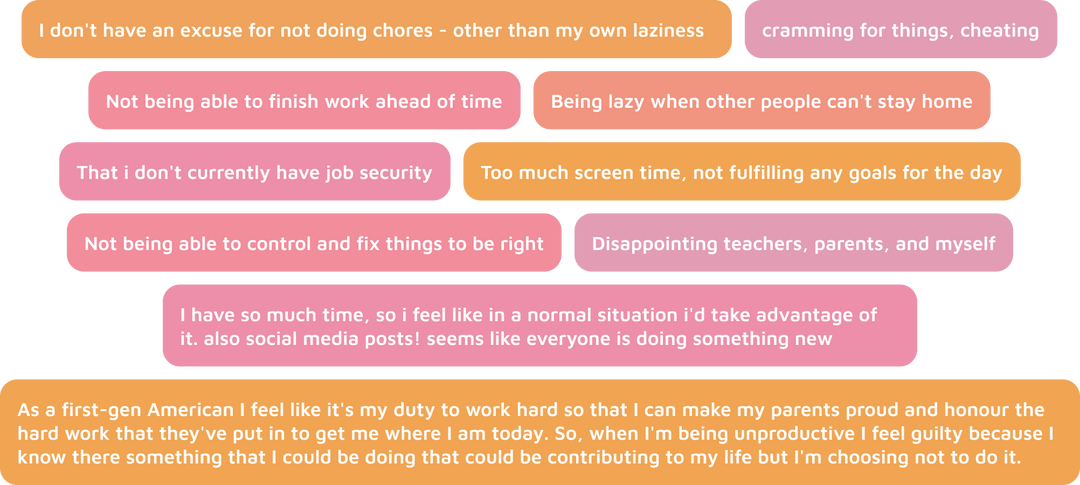 I don't have an excuse for not doing chores - other than my own laziness
cramming for things, cheating
Not being able to finish work ahead of time
Being lazy when other people can't stay home
That i don't currently have job security
Too much screen time, not fulfilling any goals for the day
Not being able to control and fix things to be right
Disappointing teachers, parents, and myself
I have so much time, so i feel like in a normal situation i'd take advantage of
it. also social media posts! seems like everyone is doing something new
As a first-gen American I feel like it's my duty to work hard so that I can make my parents proud and honour the
hard work that they've put in to get me where I am today. So, when I'm being unproductive I feel guilty because I
know there something that I could be doing that could be contributing to my life but I'm choosing not to do it.